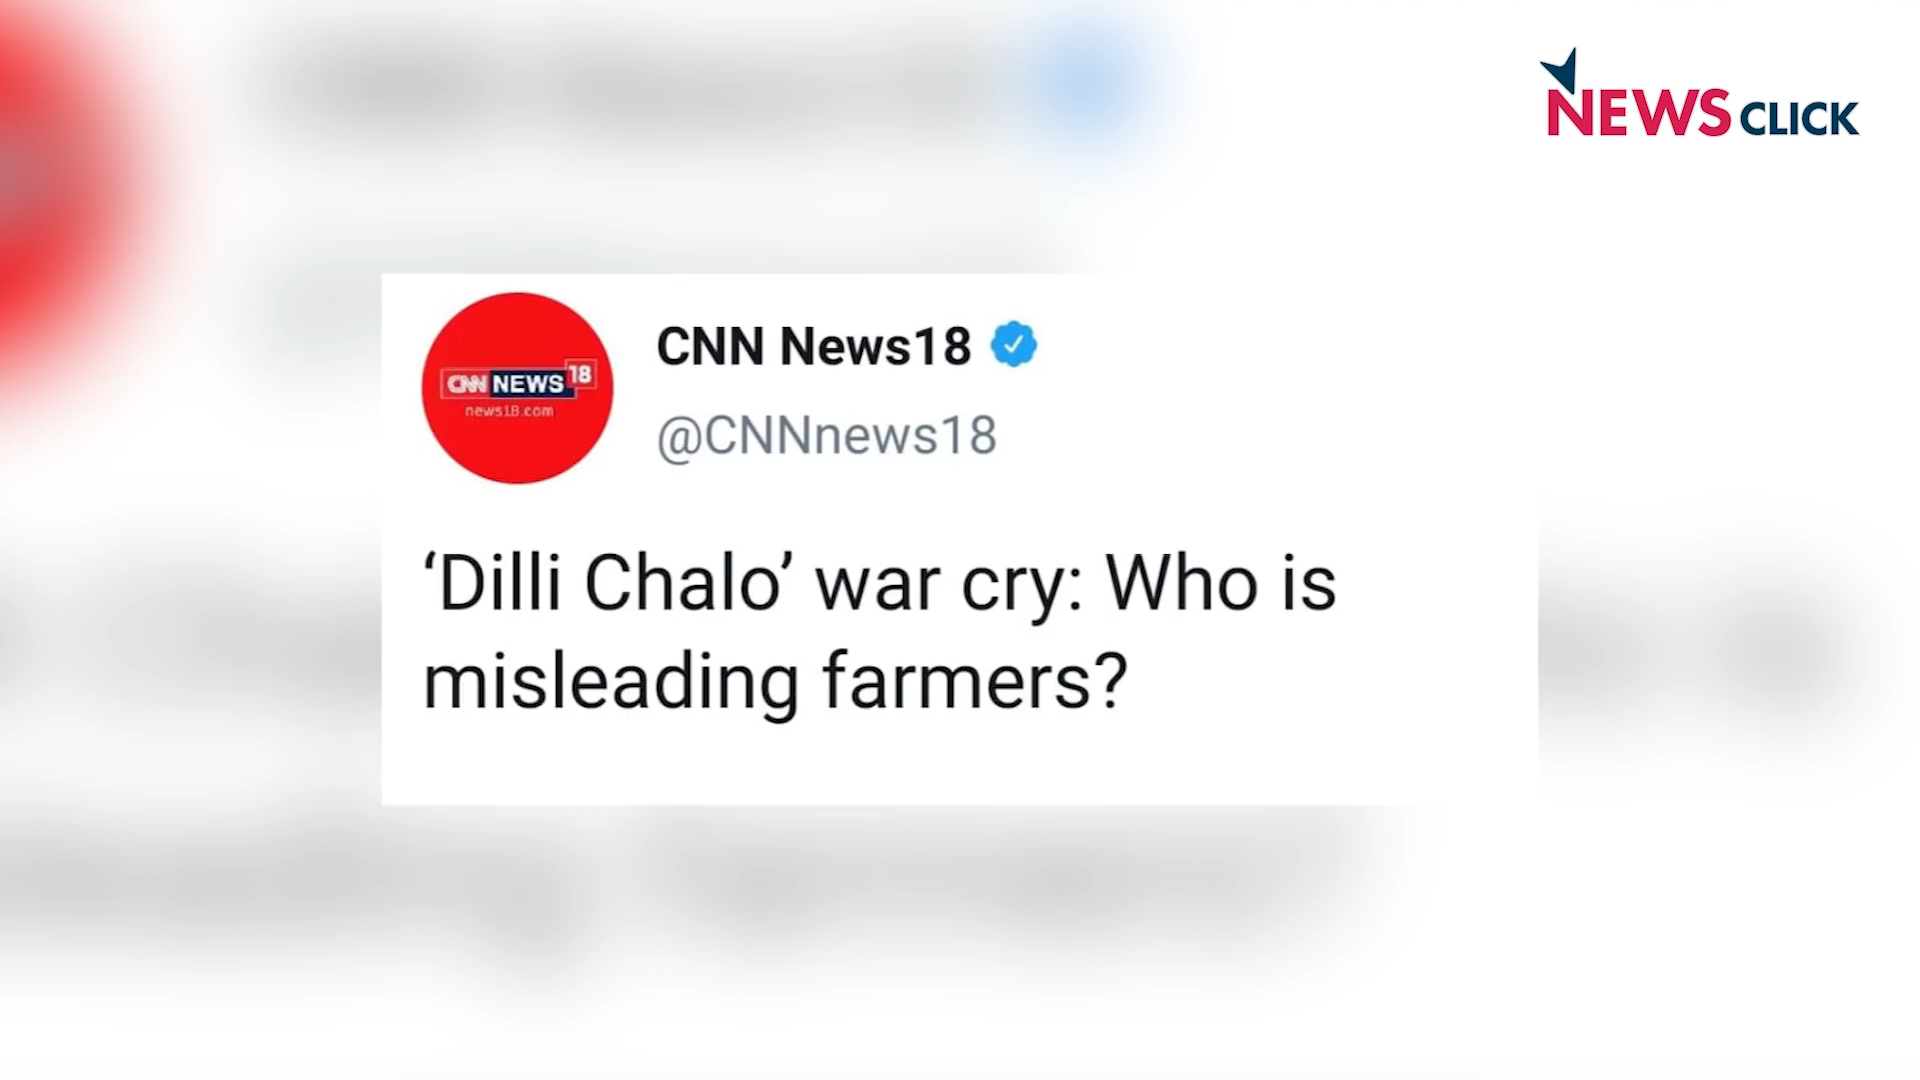 NEWS CLICK
CNN News18
CNN NEWS 18
news18.com
@CNNnews18
‘Dilli Chalo’ war cry: Who is
misleading farmers?